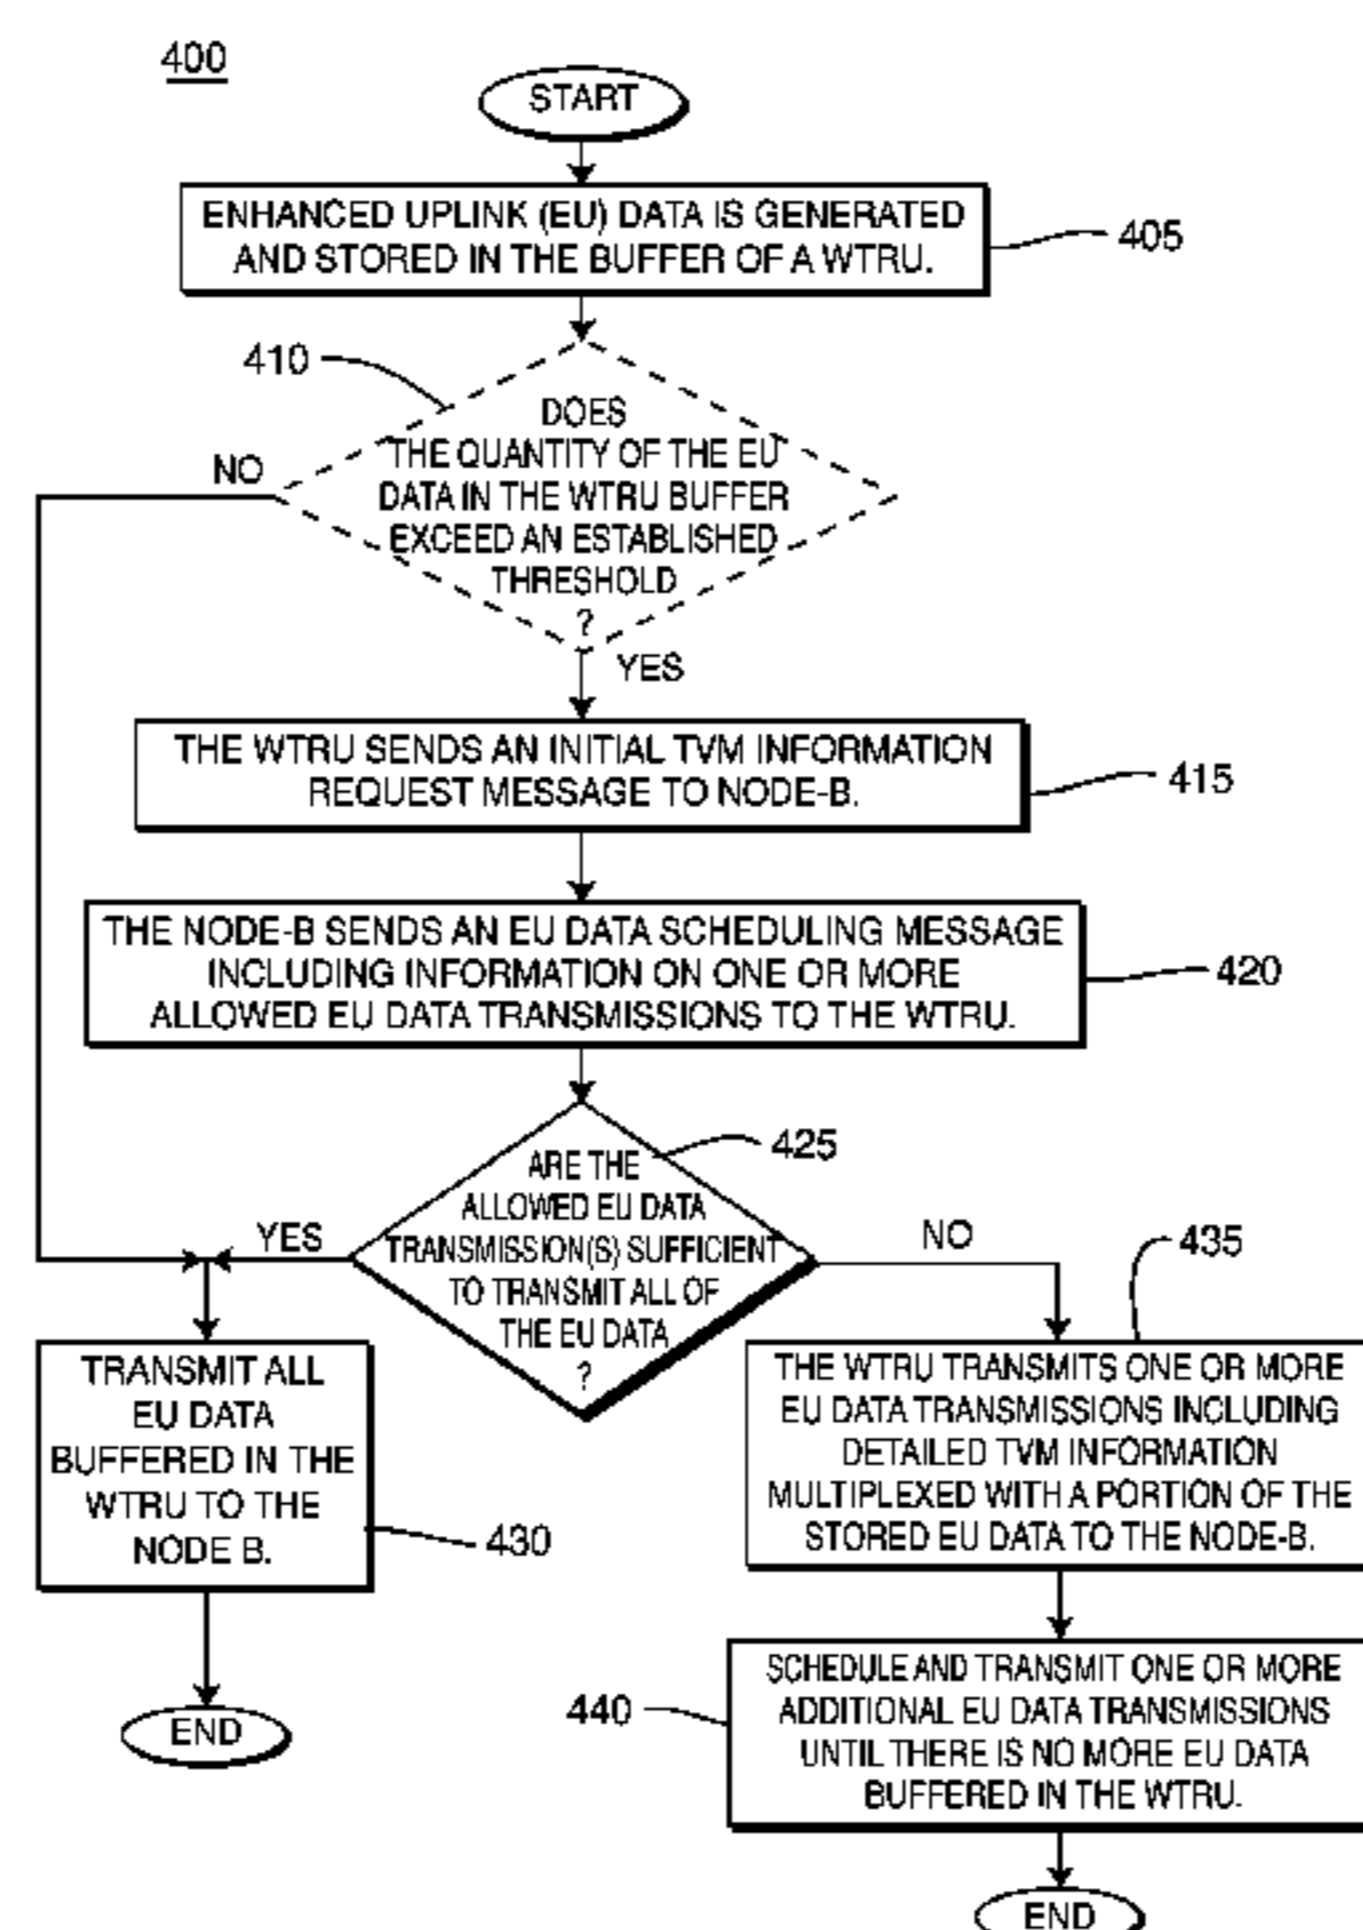 400
START
ENHANCED UPLINK (EU) DATA IS GENERATED
AND STORED IN THE BUFFER OF A WTRU.
405
410
DOES
THE QUANTITY OF THE EU
DATA IN THE WTRU BUFFER
EXCEED AN ESTABLISHED
THRESHOLD
?
NO
YES
THE WTRU SENDS AN INITIAL TVM INFORMATION
REQUEST MESSAGE TO NODE-B.
415
THE NODE-B SENDS AN EU DATA SCHEDULING MESSAGE
INCLUDING INFORMATION ON ONE OR MORE
ALLOWED EU DATA TRANSMISSIONS TO THE WTRU.
420
425
ARE THE
ALLOWED EU DATA
TRANSMISSION(S) SUFFICIENT
TO TRANSMIT ALL OF
THE EU DATA
?
YES
NO
TRANSMIT ALL
EU DATA
BUFFERED IN THE
WTRU TO THE
NODE B.
430
END
435
THE WTRU TRANSMITS ONE OR MORE
EU DATA TRANSMISSIONS INCLUDING
DETAILED TVM INFORMATION
MULTIPLEXED WITH A PORTION OF THE
STORED EU DATA TO THE NODE-B.
440
SCHEDULE AND TRANSMIT ONE OR MORE
ADDITIONAL EU DATA TRANSMISSIONS
UNTIL THERE IS NO MORE EU DATA
BUFFERED IN THE WTRU.
END